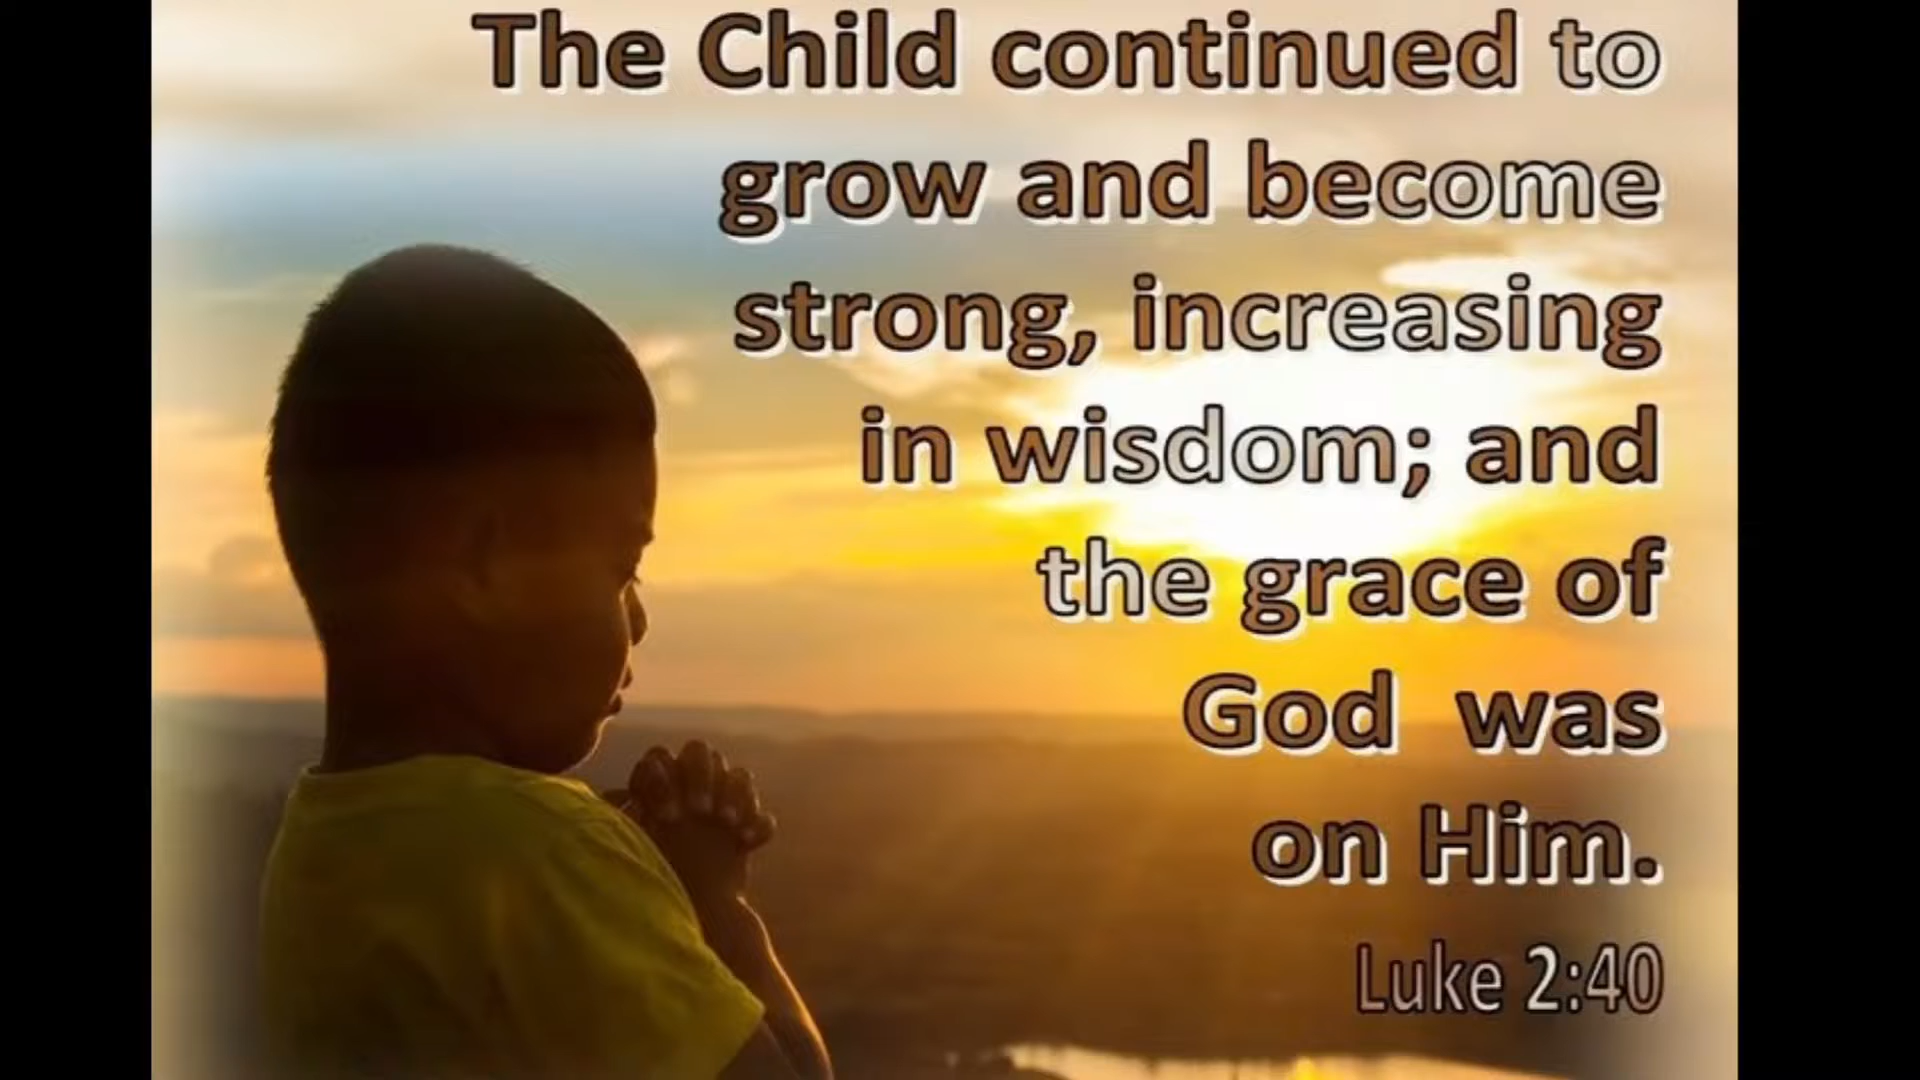 The Child continued to
grow and become
strong, increasing
in wisdom; and
the grace of
God was
on Him.
Luke 2:40